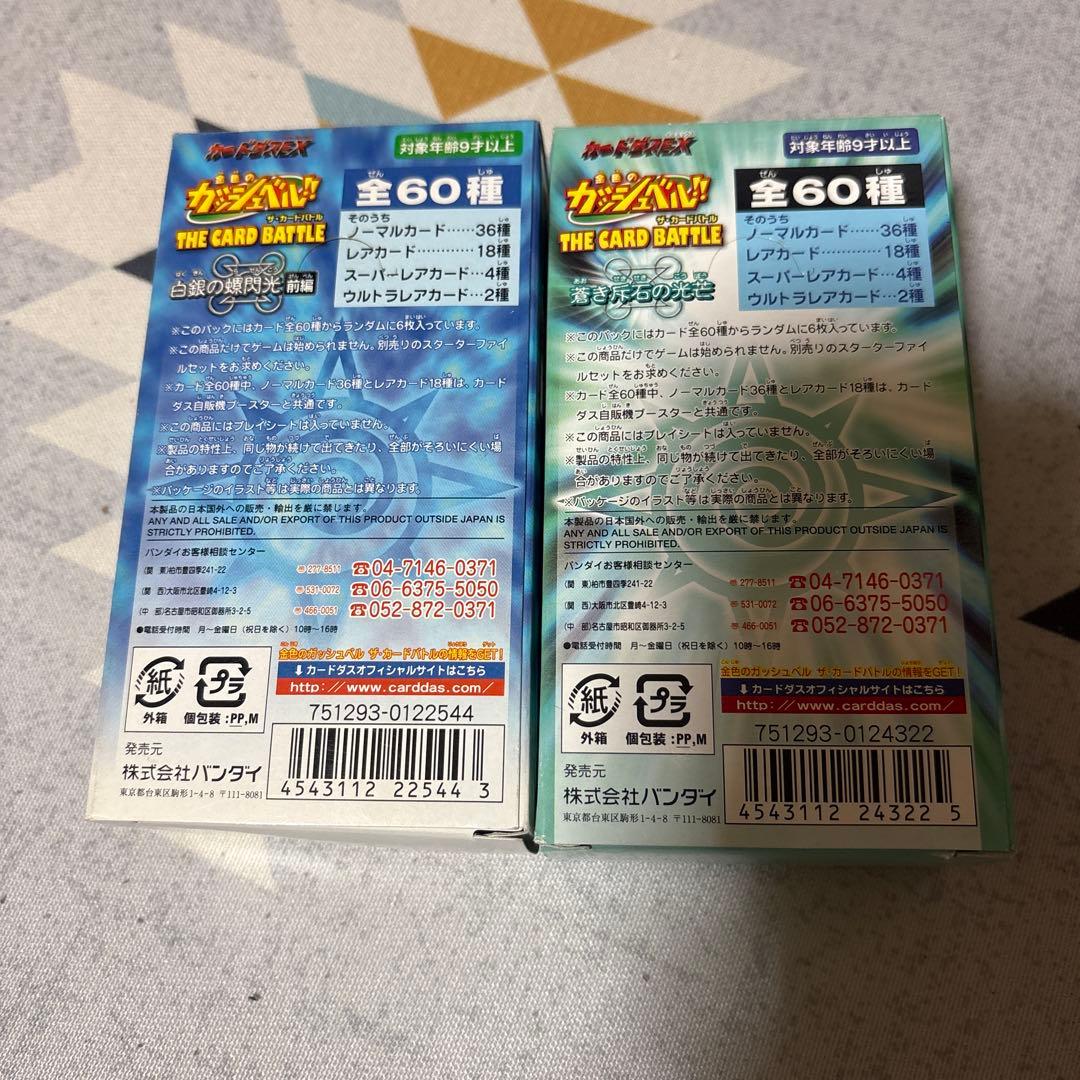 カードダスEX
対象年齢9才以上
金色の
ガッシュベル!!
ザ・カードバトル
THE CARD BATTLE
白銀の螺閃光 前編
全60種
そのうち
ノーマルカード……36種
レアカード…………18種
スーパーレアカード…4種
ウルトラレアカード…2種
※このパックにはカード全60種からランダムに6枚入っています。
※この商品だけでゲームは始められません。別売りのスターターファイ
ルセットをお求めください。
※カード全60種中、ノーマルカード36種とレアカード18種は、カード
ダス自販機ブースターと共通です。
※この商品にはプレイシートは入っていません。
※製品の特性上、同じ物が続けて出てきたり、全部がそろいにくい場
合がありますのでご了承ください。
※パッケージのイラスト等は実際の商品とは異なります。
本製品の日本国外への販売・輸出を厳に禁じます。
ANY AND ALL SALE AND/OR EXPORT OF THIS PRODUCT OUTSIDE JAPAN IS
STRICTLY PROHIBITED.
バンダイお客様相談センター
(関 東)柏市豊四季241-22 〒277-8511 ☎04-7146-0371
(関 西)大阪市北区豊崎4-12-3 〒531-0072 ☎06-6375-5050
(中 部)名古屋市昭和区御器所3-2-5 〒466-0051 ☎052-872-0371
●電話受付時間 月〜金曜日(祝日を除く)10時〜16時
金色のガッシュベル ザ・カードバトルの情報をGET!
⬇カードダスオフィシャルサイトはこちら
http://www.carddas.com/
紙
外箱
プラ
個包装:PP,M
751293-0122544
発売元
株式会社バンダイ
東京都台東区駒形1-4-8 〒111-8081
4543112 22544 3
カードダスEX
対象年齢9才以上
金色の
ガッシュベル!!
ザ・カードバトル
THE CARD BATTLE
蒼き斥石の光芒
全60種
そのうち
ノーマルカード……36種
レアカード…………18種
スーパーレアカード…4種
ウルトラレアカード…2種
※このパックにはカード全60種からランダムに6枚入っています。
※この商品だけでゲームは始められません。別売りのスターターファイ
ルセットをお求めください。
※カード全60種中、ノーマルカード36種とレアカード18種は、カード
ダス自販機ブースターと共通です。
※この商品にはプレイシートは入っていません。
※製品の特性上、同じ物が続けて出てきたり、全部がそろいにくい場
合がありますのでご了承ください。
※パッケージのイラスト等は実際の商品とは異なります。
本製品の日本国外への販売・輸出を厳に禁じます。
ANY AND ALL SALE AND/OR EXPORT OF THIS PRODUCT OUTSIDE JAPAN IS
STRICTLY PROHIBITED.
バンダイお客様相談センター
(関 東)柏市豊四季241-22 〒277-8511 ☎04-7146-0371
(関 西)大阪市北区豊崎4-12-3 〒531-0072 ☎06-6375-5050
(中 部)名古屋市昭和区御器所3-2-5 〒466-0051 ☎052-872-0371
●電話受付時間 月〜金曜日(祝日を除く)10時〜16時
金色のガッシュベル ザ・カードバトルの情報をGET!
⬇カードダスオフィシャルサイトはこちら
http://www.carddas.com/
紙
外箱
プラ
個包装:PP,M
751293-0124322
発売元
株式会社バンダイ
東京都台東区駒形1-4-8 〒111-8081
4543112 24322 5